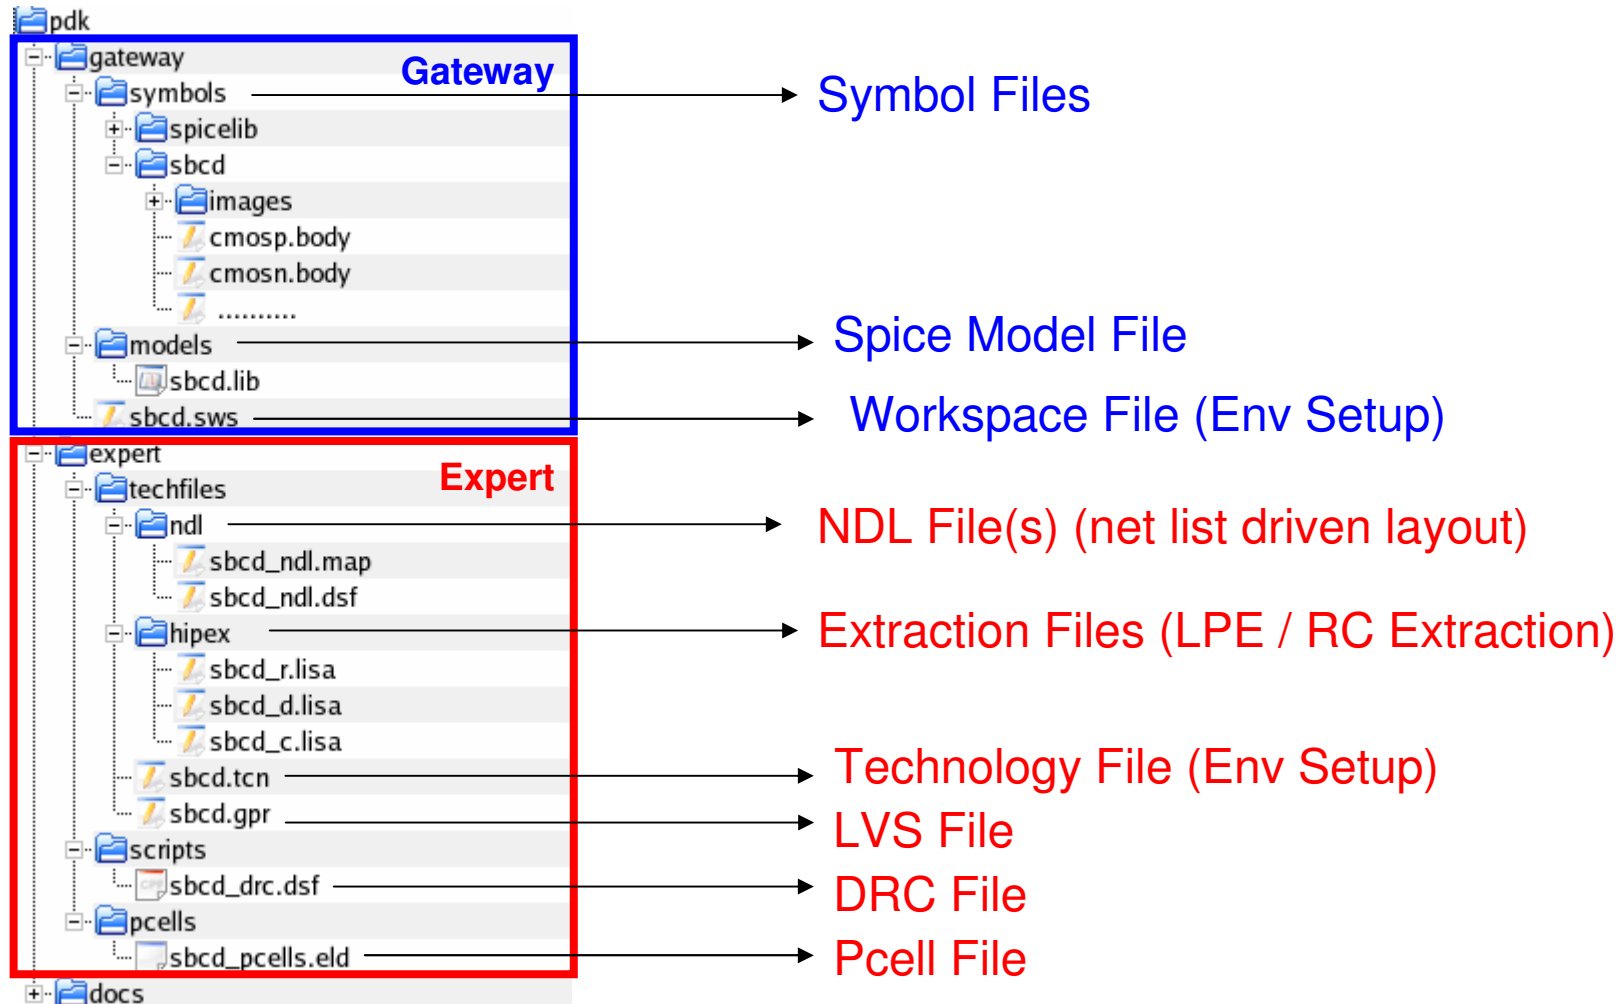 pdk
gateway
Gateway
symbols
Symbol Files
spicelib
sbcd
images
cmosp.body
cmosn.body
..........
models
Spice Model File
sbcd.lib
sbcd.sws
Workspace File (Env Setup)
expert
Expert
techfiles
ndl
NDL File(s) (net list driven layout)
sbcd_ndl.map
sbcd_ndl.dsf
hipex
Extraction Files (LPE / RC Extraction)
sbcd_r.lisa
sbcd_d.lisa
sbcd_c.lisa
sbcd.tcn
Technology File (Env Setup)
sbcd.gpr
LVS File
scripts
sbcd_drc.dsf
DRC File
pcells
sbcd_pcells.eld
Pcell File
docs